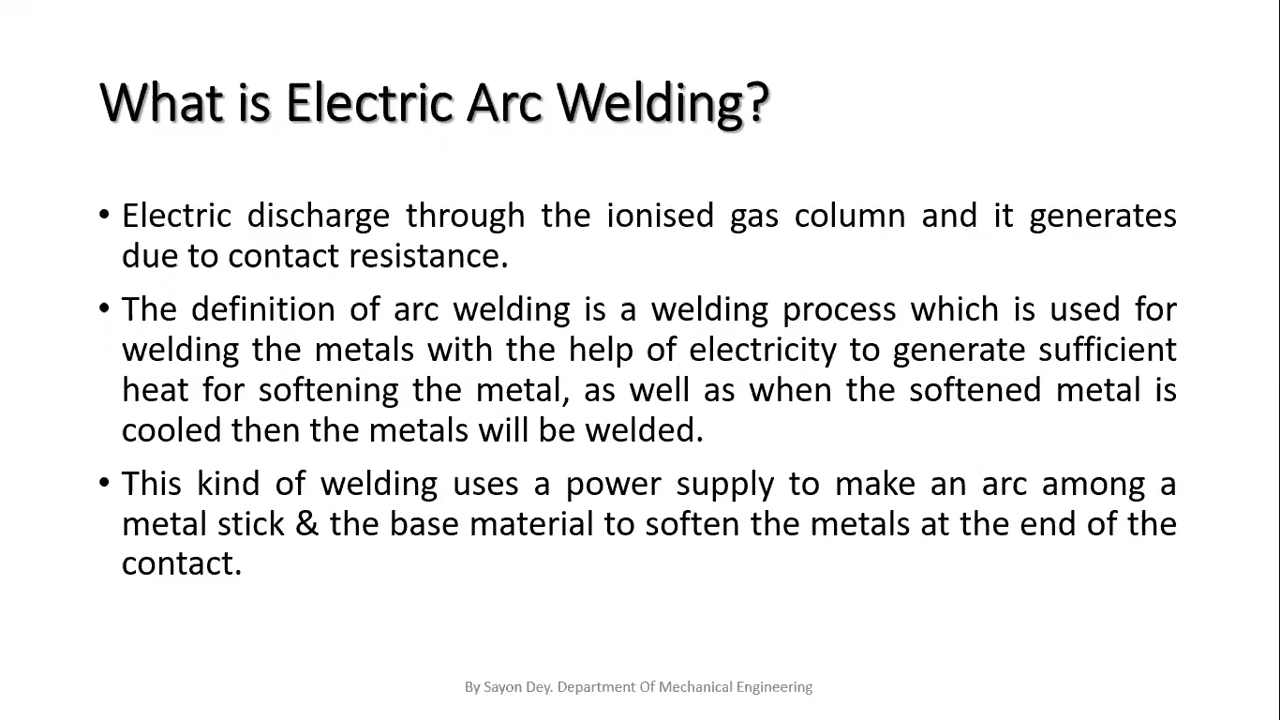 What is Electric Arc Welding?
• Electric discharge through the ionised gas column and it generates
due to contact resistance.
• The definition of arc welding is a welding process which is used for
welding the metals with the help of electricity to generate sufficient
heat for softening the metal, as well as when the softened metal is
cooled then the metals will be welded.
• This kind of welding uses a power supply to make an arc among a
metal stick & the base material to soften the metals at the end of the
contact.
By Sayon Dey. Department Of Mechanical Engineering